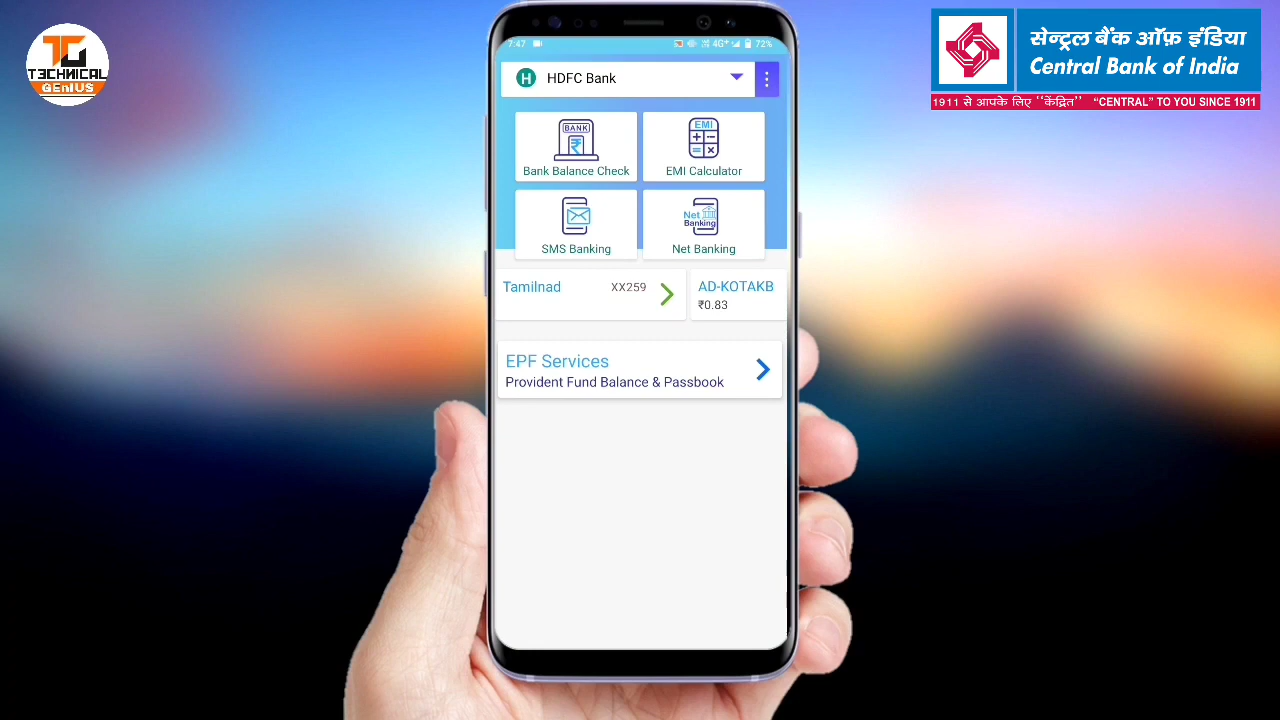 TG
T3CHNICAL
GENIUS
सेन्ट्रल बैंक ऑफ़ इंडिया
Central Bank of India
1911 से आपके लिए "केंद्रित" "CENTRAL" TO YOU SINCE 1911
7:47 4G+ 72%
H HDFC Bank
BANK
₹
Bank Balance Check
EMI
EMI Calculator
SMS Banking
Net
Banking
Net Banking
Tamilnad XX259
AD-KOTAKB
₹0.83
EPF Services
Provident Fund Balance & Passbook